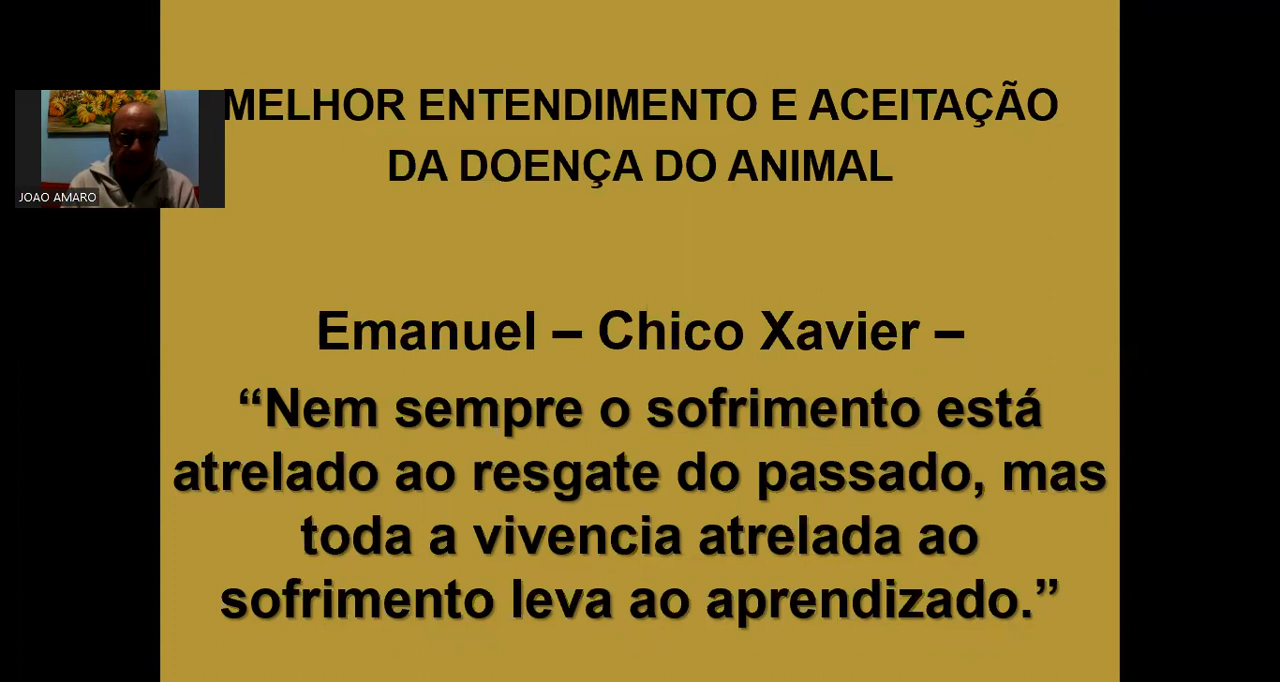 MELHOR ENTENDIMENTO E ACEITAÇÃO
DA DOENÇA DO ANIMAL
JOAO AMARO
Emanuel – Chico Xavier –
“Nem sempre o sofrimento está
atrelado ao resgate do passado, mas
toda a vivencia atrelada ao
sofrimento leva ao aprendizado.”